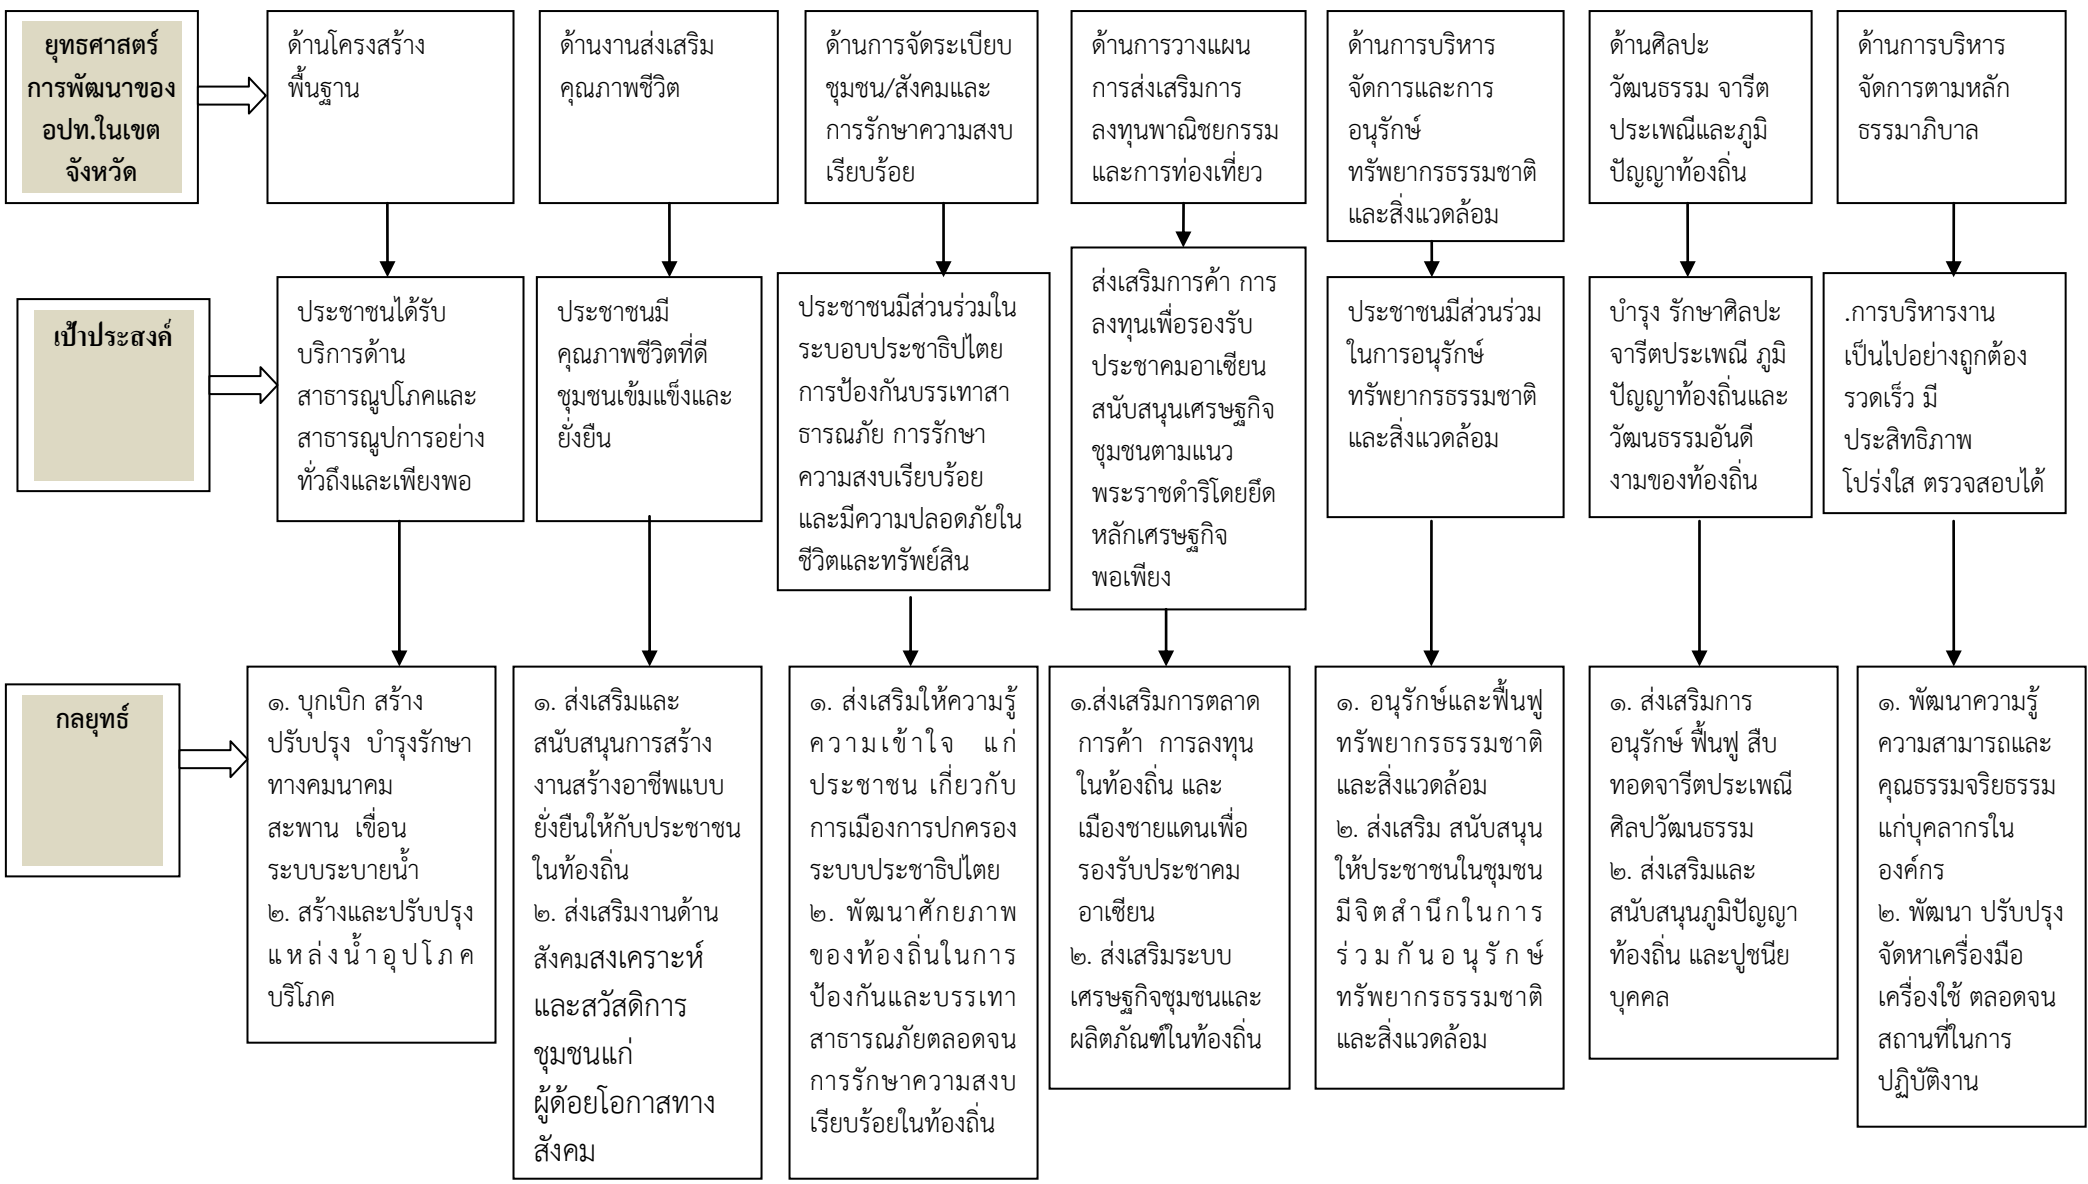 ยุทธศาสตร์
การพัฒนาของ
อปท.ในเขต
จังหวัด
ด้านโครงสร้าง
พื้นฐาน
ด้านงานส่งเสริม
คุณภาพชีวิต
ด้านการจัดระเบียบ
ชุมชน/สังคมและ
การรักษาความสงบ
เรียบร้อย
ด้านการวางแผน
การส่งเสริมการ
ลงทุนพาณิชยกรรม
และการท่องเที่ยว
ด้านการบริหาร
จัดการและการ
อนุรักษ์
ทรัพยากรธรรมชาติ
และสิ่งแวดล้อม
ด้านศิลปะ
วัฒนธรรม จารีต
ประเพณีและภูมิ
ปัญญาท้องถิ่น
ด้านการบริหาร
จัดการตามหลัก
ธรรมาภิบาล
เป้าประสงค์
ประชาชนได้รับ
บริการด้าน
สาธารณูปโภคและ
สาธารณูปการอย่าง
ทั่วถึงและเพียงพอ
ประชาชนมี
คุณภาพชีวิตที่ดี
ชุมชนเข้มแข็งและ
ยั่งยืน
ประชาชนมีส่วนร่วมใน
ระบอบประชาธิปไตย
การป้องกันบรรเทาสา
ธารณภัย การรักษา
ความสงบเรียบร้อย
และมีความปลอดภัยใน
ชีวิตและทรัพย์สิน
ส่งเสริมการค้า การ
ลงทุนเพื่อรองรับ
ประชาคมอาเซียน
สนับสนุนเศรษฐกิจ
ชุมชนตามแนว
พระราชดำริโดยยึด
หลักเศรษฐกิจ
พอเพียง
ประชาชนมีส่วนร่วม
ในการอนุรักษ์
ทรัพยากรธรรมชาติ
และสิ่งแวดล้อม
บำรุง รักษาศิลปะ
จารีตประเพณี ภูมิ
ปัญญาท้องถิ่นและ
วัฒนธรรมอันดี
งามของท้องถิ่น
.การบริหารงาน
เป็นไปอย่างถูกต้อง
รวดเร็ว มี
ประสิทธิภาพ
โปร่งใส ตรวจสอบได้
กลยุทธ์
๑. บุกเบิก สร้าง
ปรับปรุง บำรุงรักษา
ทางคมนาคม
สะพาน เขื่อน
ระบบระบายน้ำ
๒. สร้างและปรับปรุง
แหล่งน้ำอุปโภค
บริโภค
๑. ส่งเสริมและ
สนับสนุนการสร้าง
งานสร้างอาชีพแบบ
ยั่งยืนให้กับประชาชน
ในท้องถิ่น
๒. ส่งเสริมงานด้าน
สังคมสงเคราะห์
และสวัสดิการ
ชุมชนแก่
ผู้ด้อยโอกาสทาง
สังคม
๑. ส่งเสริมให้ความรู้
ความเข้าใจ แก่
ประชาชน เกี่ยวกับ
การเมืองการปกครอง
ระบบประชาธิปไตย
๒. พัฒนาศักยภาพ
ของท้องถิ่นในการ
ป้องกันและบรรเทา
สาธารณภัยตลอดจน
การรักษาความสงบ
เรียบร้อยในท้องถิ่น
๑.ส่งเสริมการตลาด
การค้า การลงทุน
ในท้องถิ่น และ
เมืองชายแดนเพื่อ
รองรับประชาคม
อาเซียน
๒. ส่งเสริมระบบ
เศรษฐกิจชุมชนและ
ผลิตภัณฑ์ในท้องถิ่น
๑. อนุรักษ์และฟื้นฟู
ทรัพยากรธรรมชาติ
และสิ่งแวดล้อม
๒. ส่งเสริม สนับสนุน
ให้ประชาชนในชุมชน
มีจิตสำนึกในการ
ร่วมกันอนุรักษ์
ทรัพยากรธรรมชาติ
และสิ่งแวดล้อม
๑. ส่งเสริมการ
อนุรักษ์ ฟื้นฟู สืบ
ทอดจารีตประเพณี
ศิลปวัฒนธรรม
๒. ส่งเสริมและ
สนับสนุนภูมิปัญญา
ท้องถิ่น และปูชนีย
บุคคล
๑. พัฒนาความรู้
ความสามารถและ
คุณธรรมจริยธรรม
แก่บุคลากรใน
องค์กร
๒. พัฒนา ปรับปรุง
จัดหาเครื่องมือ
เครื่องใช้ ตลอดจน
สถานที่ในการ
ปฏิบัติงาน